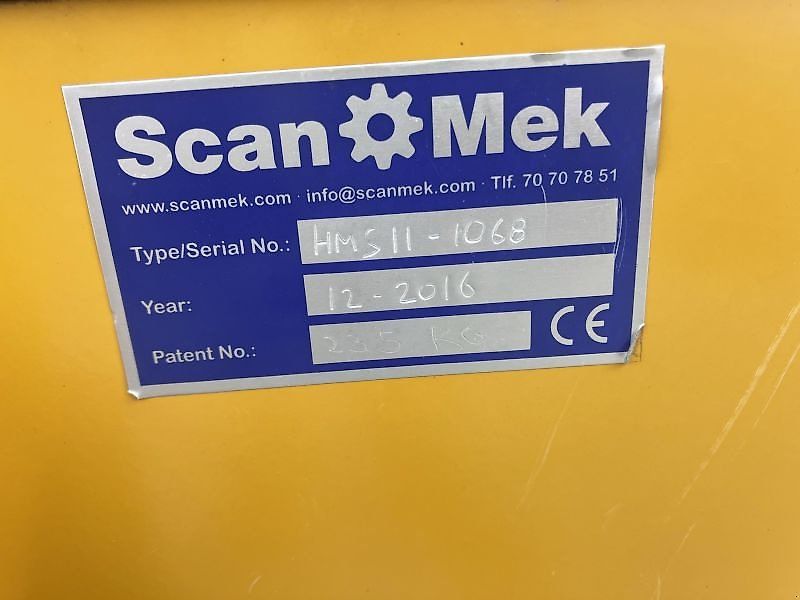 Scan Mek
www.scanmek.com · info@scanmek.com · Tlf. 70 70 78 51
Type/Serial No.: HMS11-1068
Year: 12-2016
Patent No.: 235 KG CE